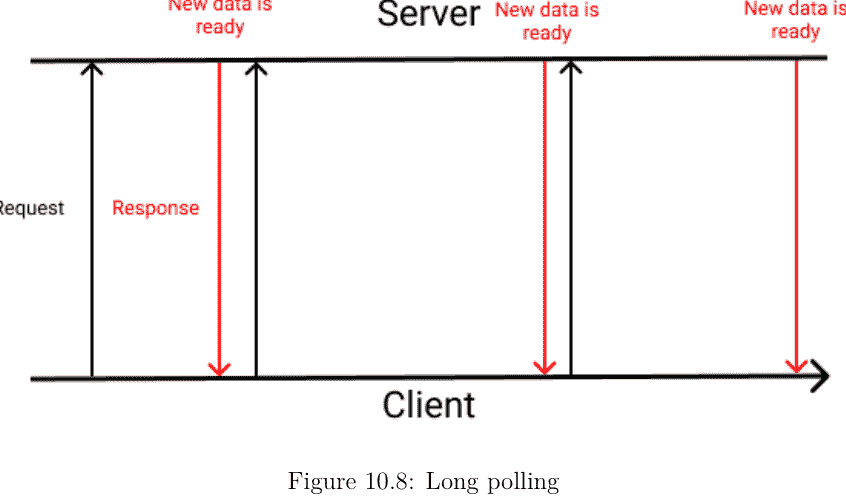 New data is
ready
Server
New data is
ready
New data is
ready
Request
Response
Client
Figure 10.8: Long polling